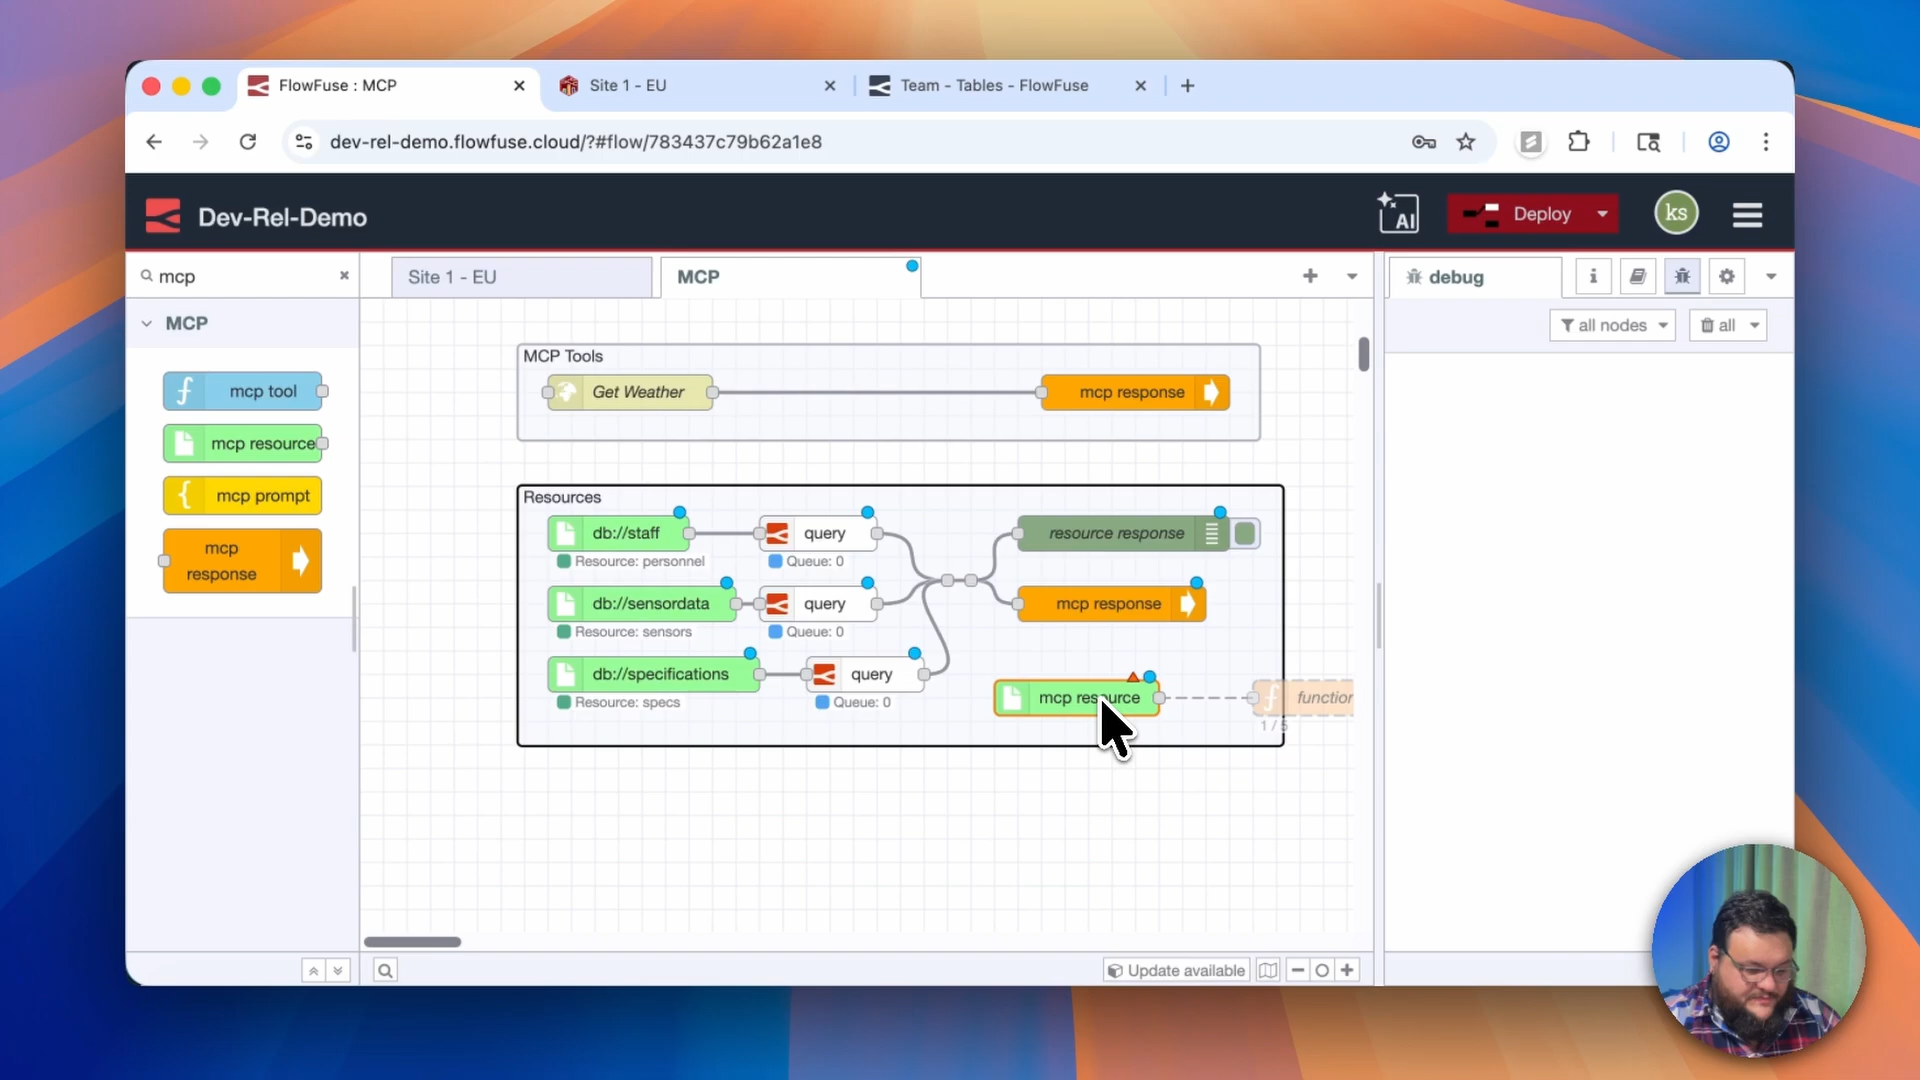 FlowFuse : MCP
Site 1 - EU
Team - Tables - FlowFuse
dev-rel-demo.flowfuse.cloud/?#flow/783437c79b62a1e8
Dev-Rel-Demo
AI
Deploy
ks
mcp
Site 1 - EU
MCP
debug
MCP
all nodes
all
mcp tool
mcp resource
mcp prompt
mcp
response
MCP Tools
Get Weather
mcp response
Resources
db://staff
query
resource response
Resource: personnel
Queue: 0
db://sensordata
query
mcp response
Resource: sensors
Queue: 0
db://specifications
query
Resource: specs
Queue: 0
mcp resource
function
1 / 5
Update available